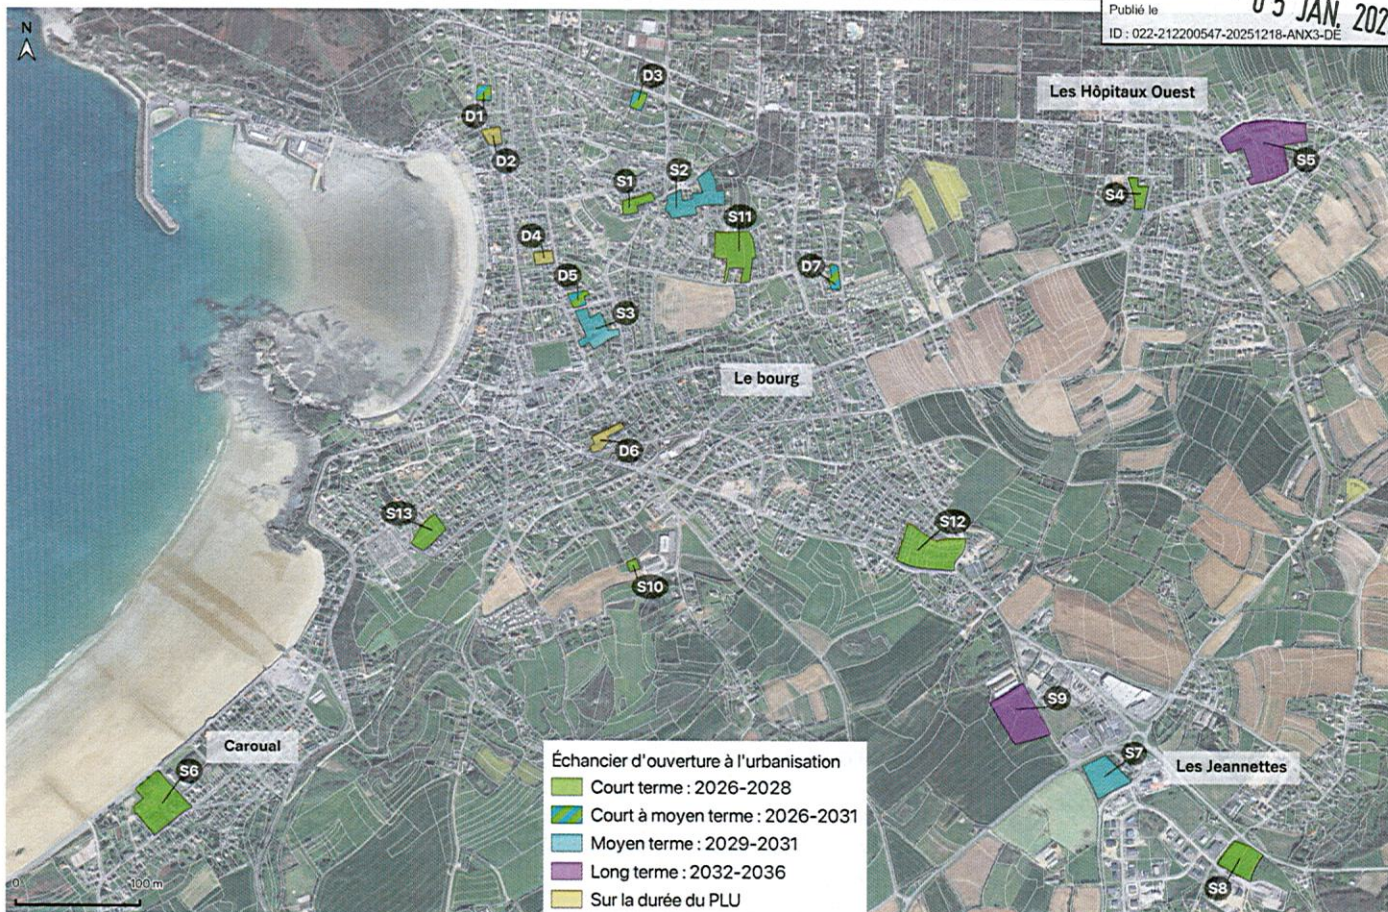 Publié le
05 JAN. 202
ID : 022-212200547-20251218-ANX3-DE
N
D3
Les Hôpitaux Ouest
D1
D2
S5
S1
S2
S4
S11
D4
D7
D5
S3
Le bourg
D6
S13
S12
S10
S9
Caroual
S6
S7
Les Jeannettes
S8
Échancier d'ouverture à l'urbanisation
Court terme : 2026-2028
Court à moyen terme : 2026-2031
Moyen terme : 2029-2031
Long terme : 2032-2036
Sur la durée du PLU
0
100 m